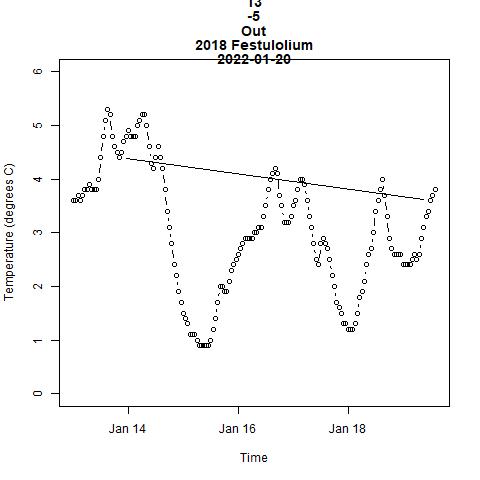 13
-5
Out
2018 Festulolium
2022-01-20
Temperature (degrees C)
6
5
4
3
2
1
0
Jan 14 Jan 16 Jan 18
Time